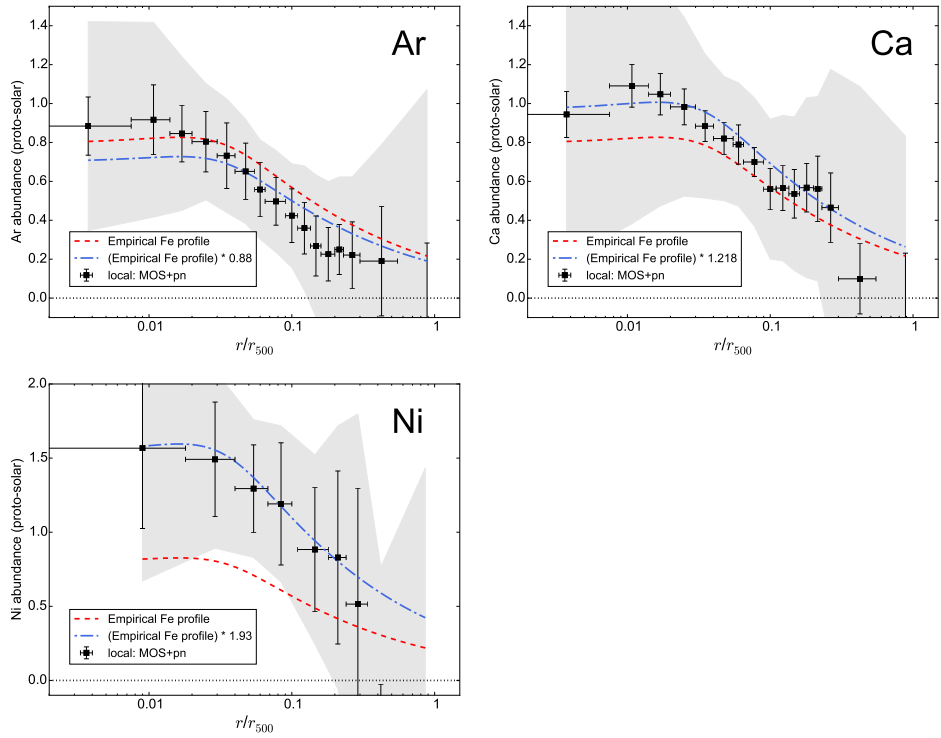 Ar
Ar abundance (proto-solar)
1.4
1.2
1.0
0.8
0.6
0.4
0.2
0.0
Empirical Fe profile
(Empirical Fe profile) * 0.88
local: MOS+pn
0.01
0.1
1
r/r500
Ca
Ca abundance (proto-solar)
1.4
1.2
1.0
0.8
0.6
0.4
0.2
0.0
Empirical Fe profile
(Empirical Fe profile) * 1.218
local: MOS+pn
0.01
0.1
1
r/r500
Ni
Ni abundance (proto-solar)
2.0
1.5
1.0
0.5
0.0
Empirical Fe profile
(Empirical Fe profile) * 1.93
local: MOS+pn
0.01
0.1
1
r/r500